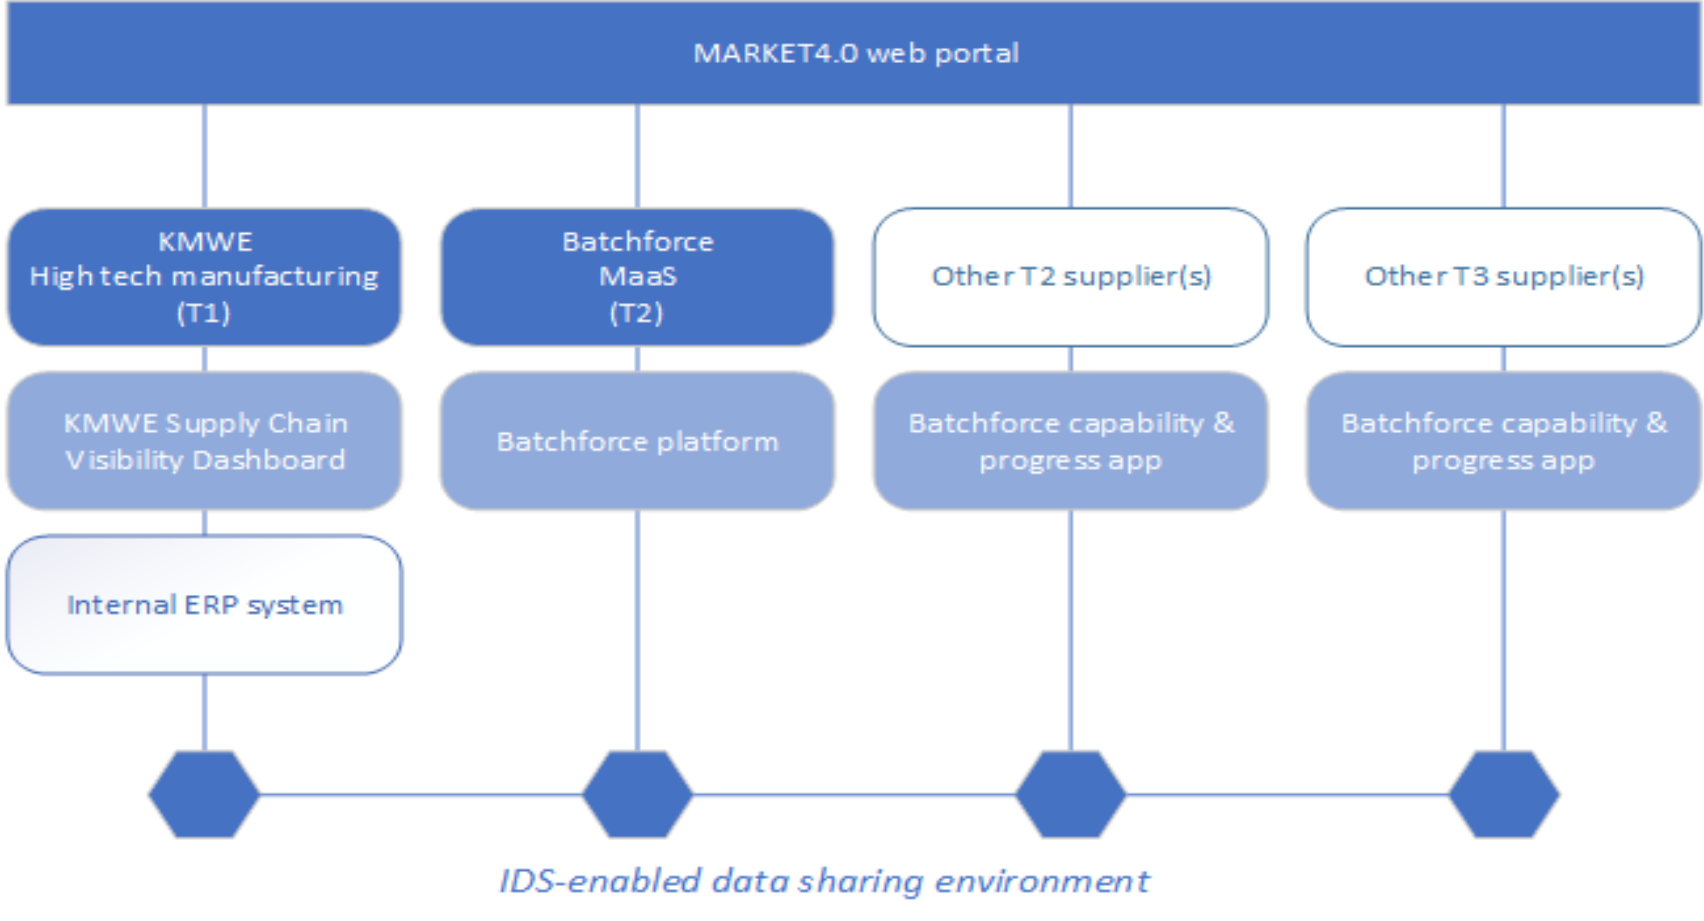 MARKET4.0 web portal
KMWE
High tech manufacturing
(T1)
Batchforce
MaaS
(T2)
Other T2 supplier(s)
Other T3 supplier(s)
KMWE Supply Chain
Visibility Dashboard
Batchforce platform
Batchforce capability &
progress app
Batchforce capability &
progress app
Internal ERP system
IDS-enabled data sharing environment